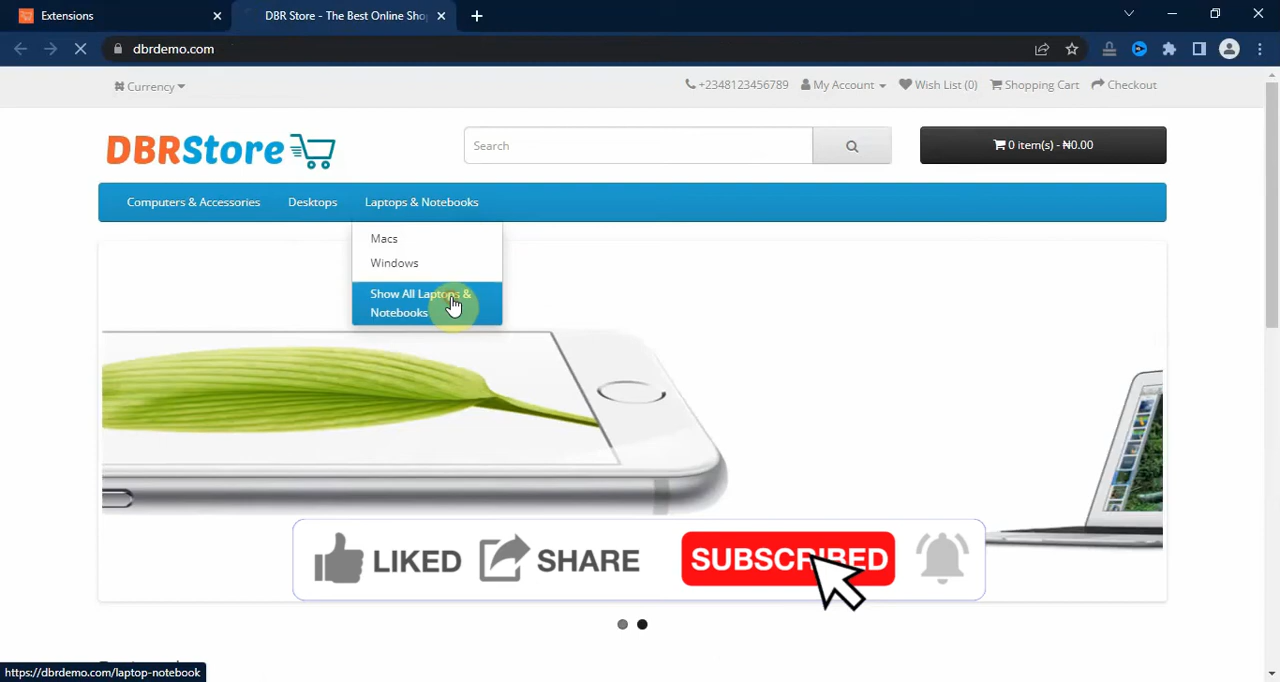 Extensions
DBR Store - The Best Online Shop
dbrdemo.com
Currency
+2348123456789 My Account Wish List (0) Shopping Cart Checkout
DBRStore
Search
0 item(s) - ₦0.00
Computers & Accessories Desktops Laptops & Notebooks
Macs
Windows
Show All Laptops &
Notebooks
LIKED SHARE SUBSCRIBED
https://dbrdemo.com/laptop-notebook